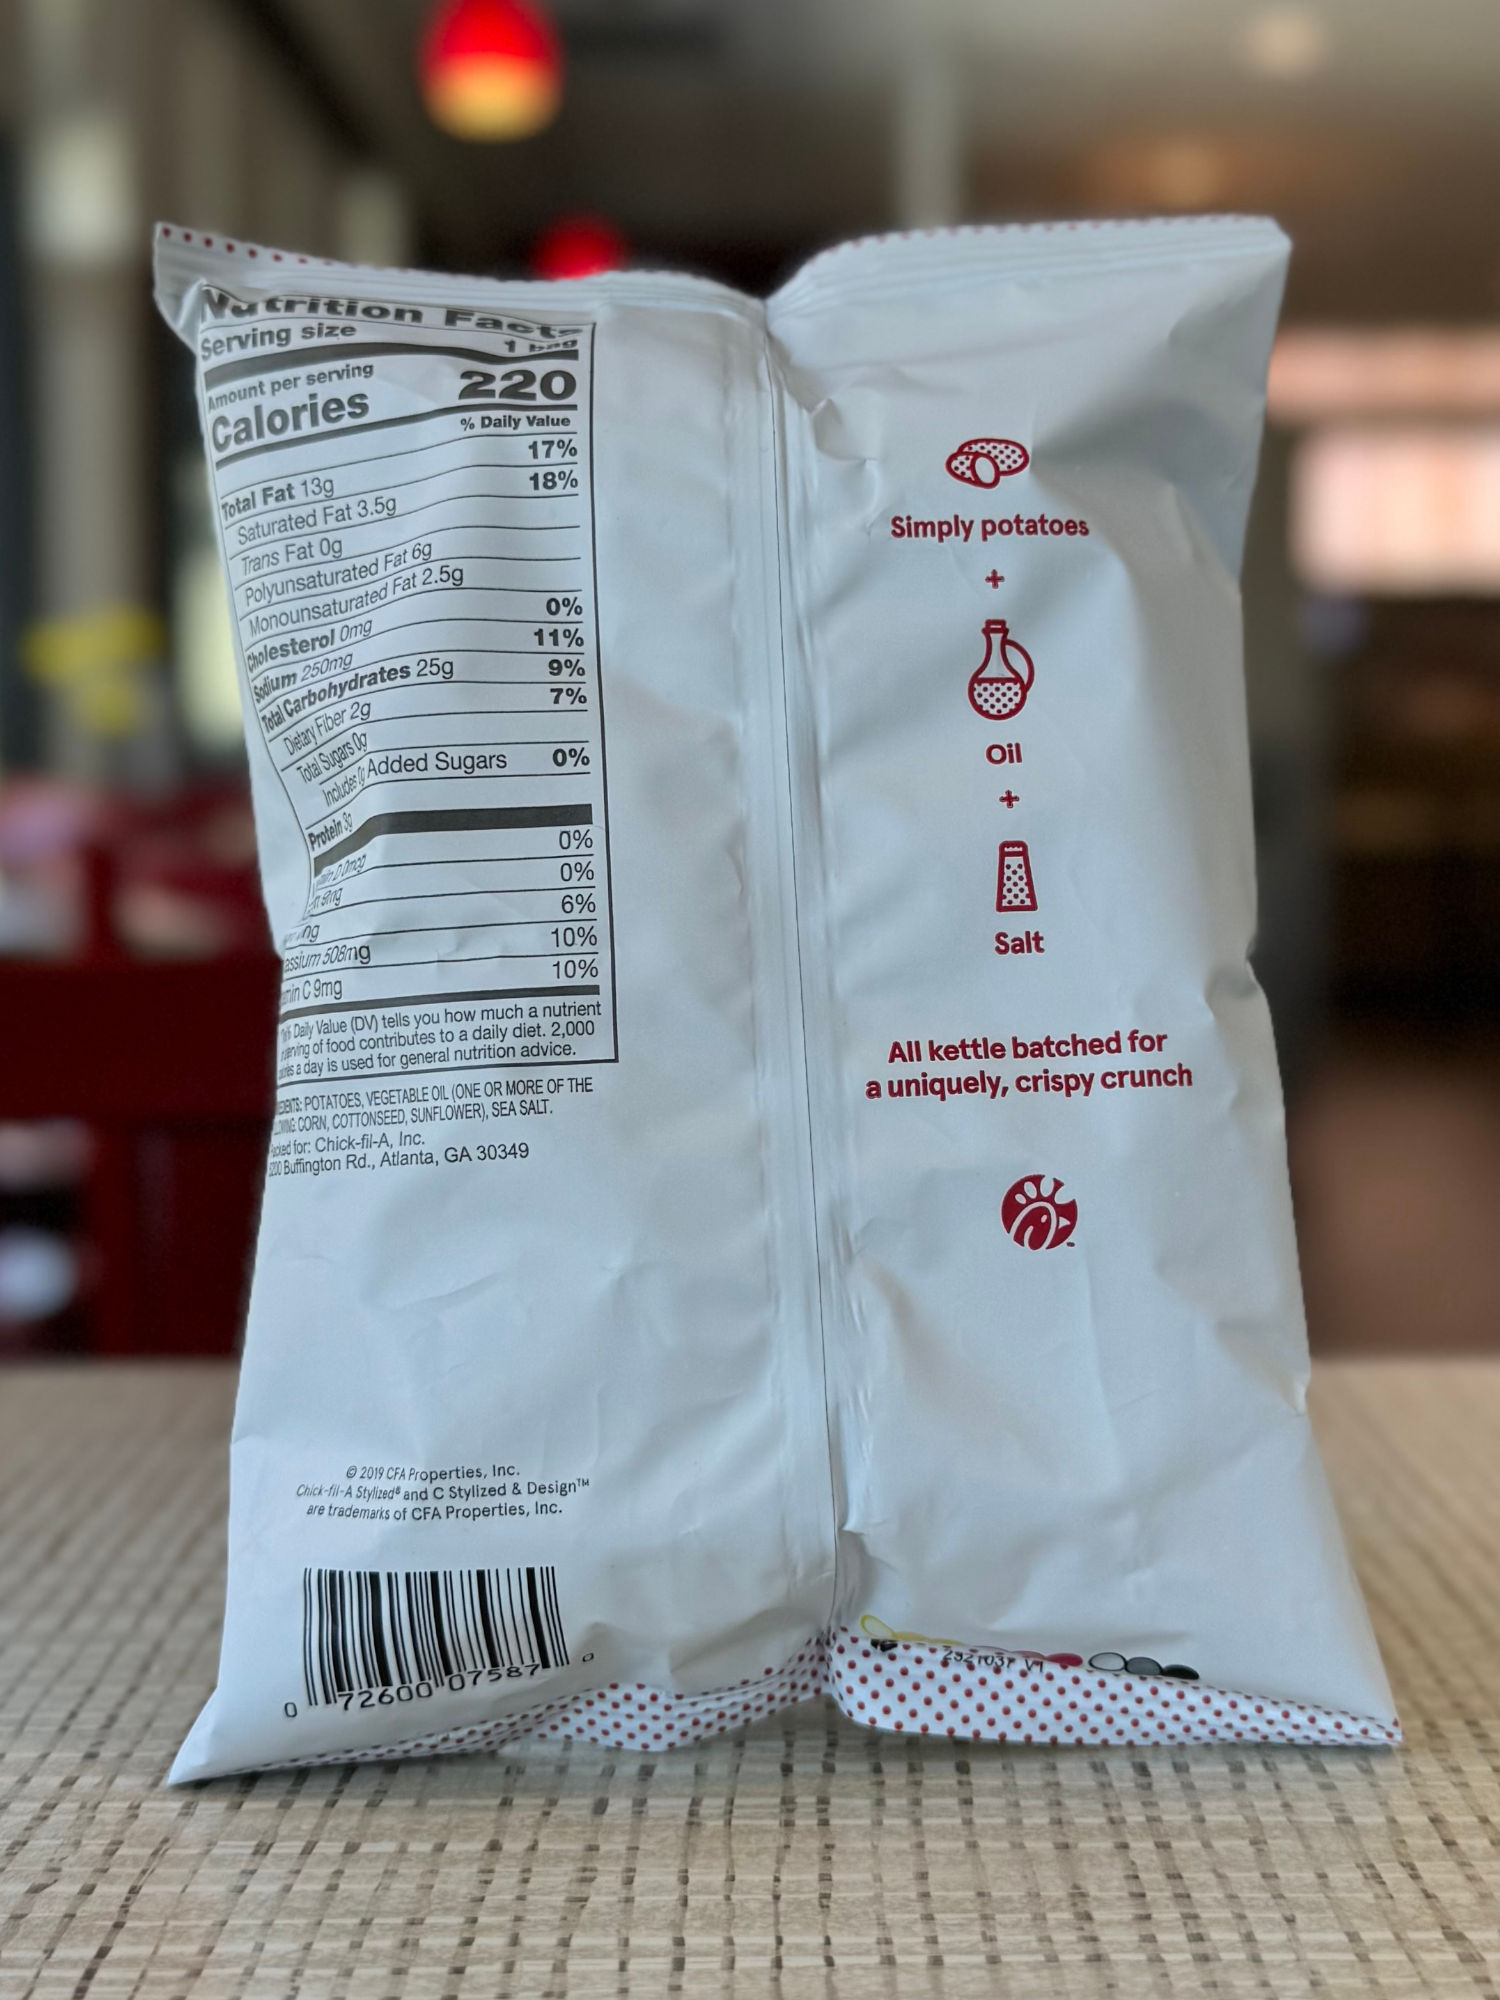 Nutrition Facts
Serving size 1 bag
Amount per serving
Calories 220
% Daily Value
Total Fat 13g 17%
Saturated Fat 3.5g 18%
Trans Fat 0g
Polyunsaturated Fat 6g
Monounsaturated Fat 2.5g
Cholesterol 0mg 0%
Sodium 250mg 11%
Total Carbohydrates 25g 9%
Dietary Fiber 2g 7%
Total Sugars 0g
Includes 0g Added Sugars 0%
Protein 3g
D 0mcg 0%
0%
6%
508mg 10%
C 9mg 10%
Daily Value (DV) tells you how much a nutrient
of food contributes to a daily diet. 2,000
a day is used for general nutrition advice.
POTATOES, VEGETABLE OIL (ONE OR MORE OF THE
CORN, COTTONSEED, SUNFLOWER), SEA SALT.
for: Chick-fil-A, Inc.
Buffington Rd., Atlanta, GA 30349
© 2019 CFA Properties, Inc.
Chick-fil-A Stylized® and C Stylized & Design™
are trademarks of CFA Properties, Inc.
0 72600 07587 0
Simply potatoes
+
Oil
+
Salt
All kettle batched for
a uniquely, crispy crunch